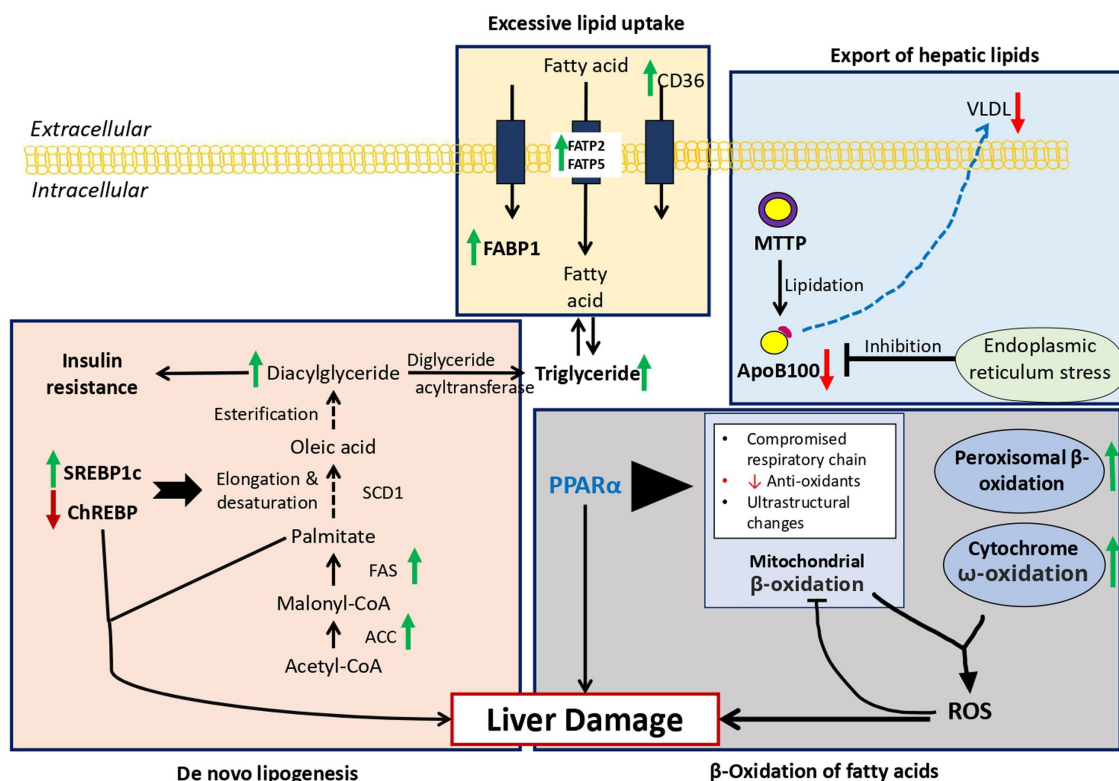 Excessive lipid uptake
Fatty acid
CD36
FATP2
FATP5
FABP1
Fatty
acid
Export of hepatic lipids
VLDL
MTTP
Lipidation
ApoB100
Inhibition
Endoplasmic
reticulum stress
Extracellular
Intracellular
Insulin
resistance
Diacylglyceride
Diglyceride
acyltransferase
Triglyceride
Esterification
Oleic acid
SREBP1c
ChREBP
Elongation &
desaturation
SCD1
Palmitate
FAS
Malonyl-CoA
ACC
Acetyl-CoA
De novo lipogenesis
PPARα
• Compromised
respiratory chain
• ↓ Anti-oxidants
• Ultrastructural
changes
Mitochondrial
β-oxidation
Peroxisomal β-
oxidation
Cytochrome
ω-oxidation
ROS
Liver Damage
β-Oxidation of fatty acids